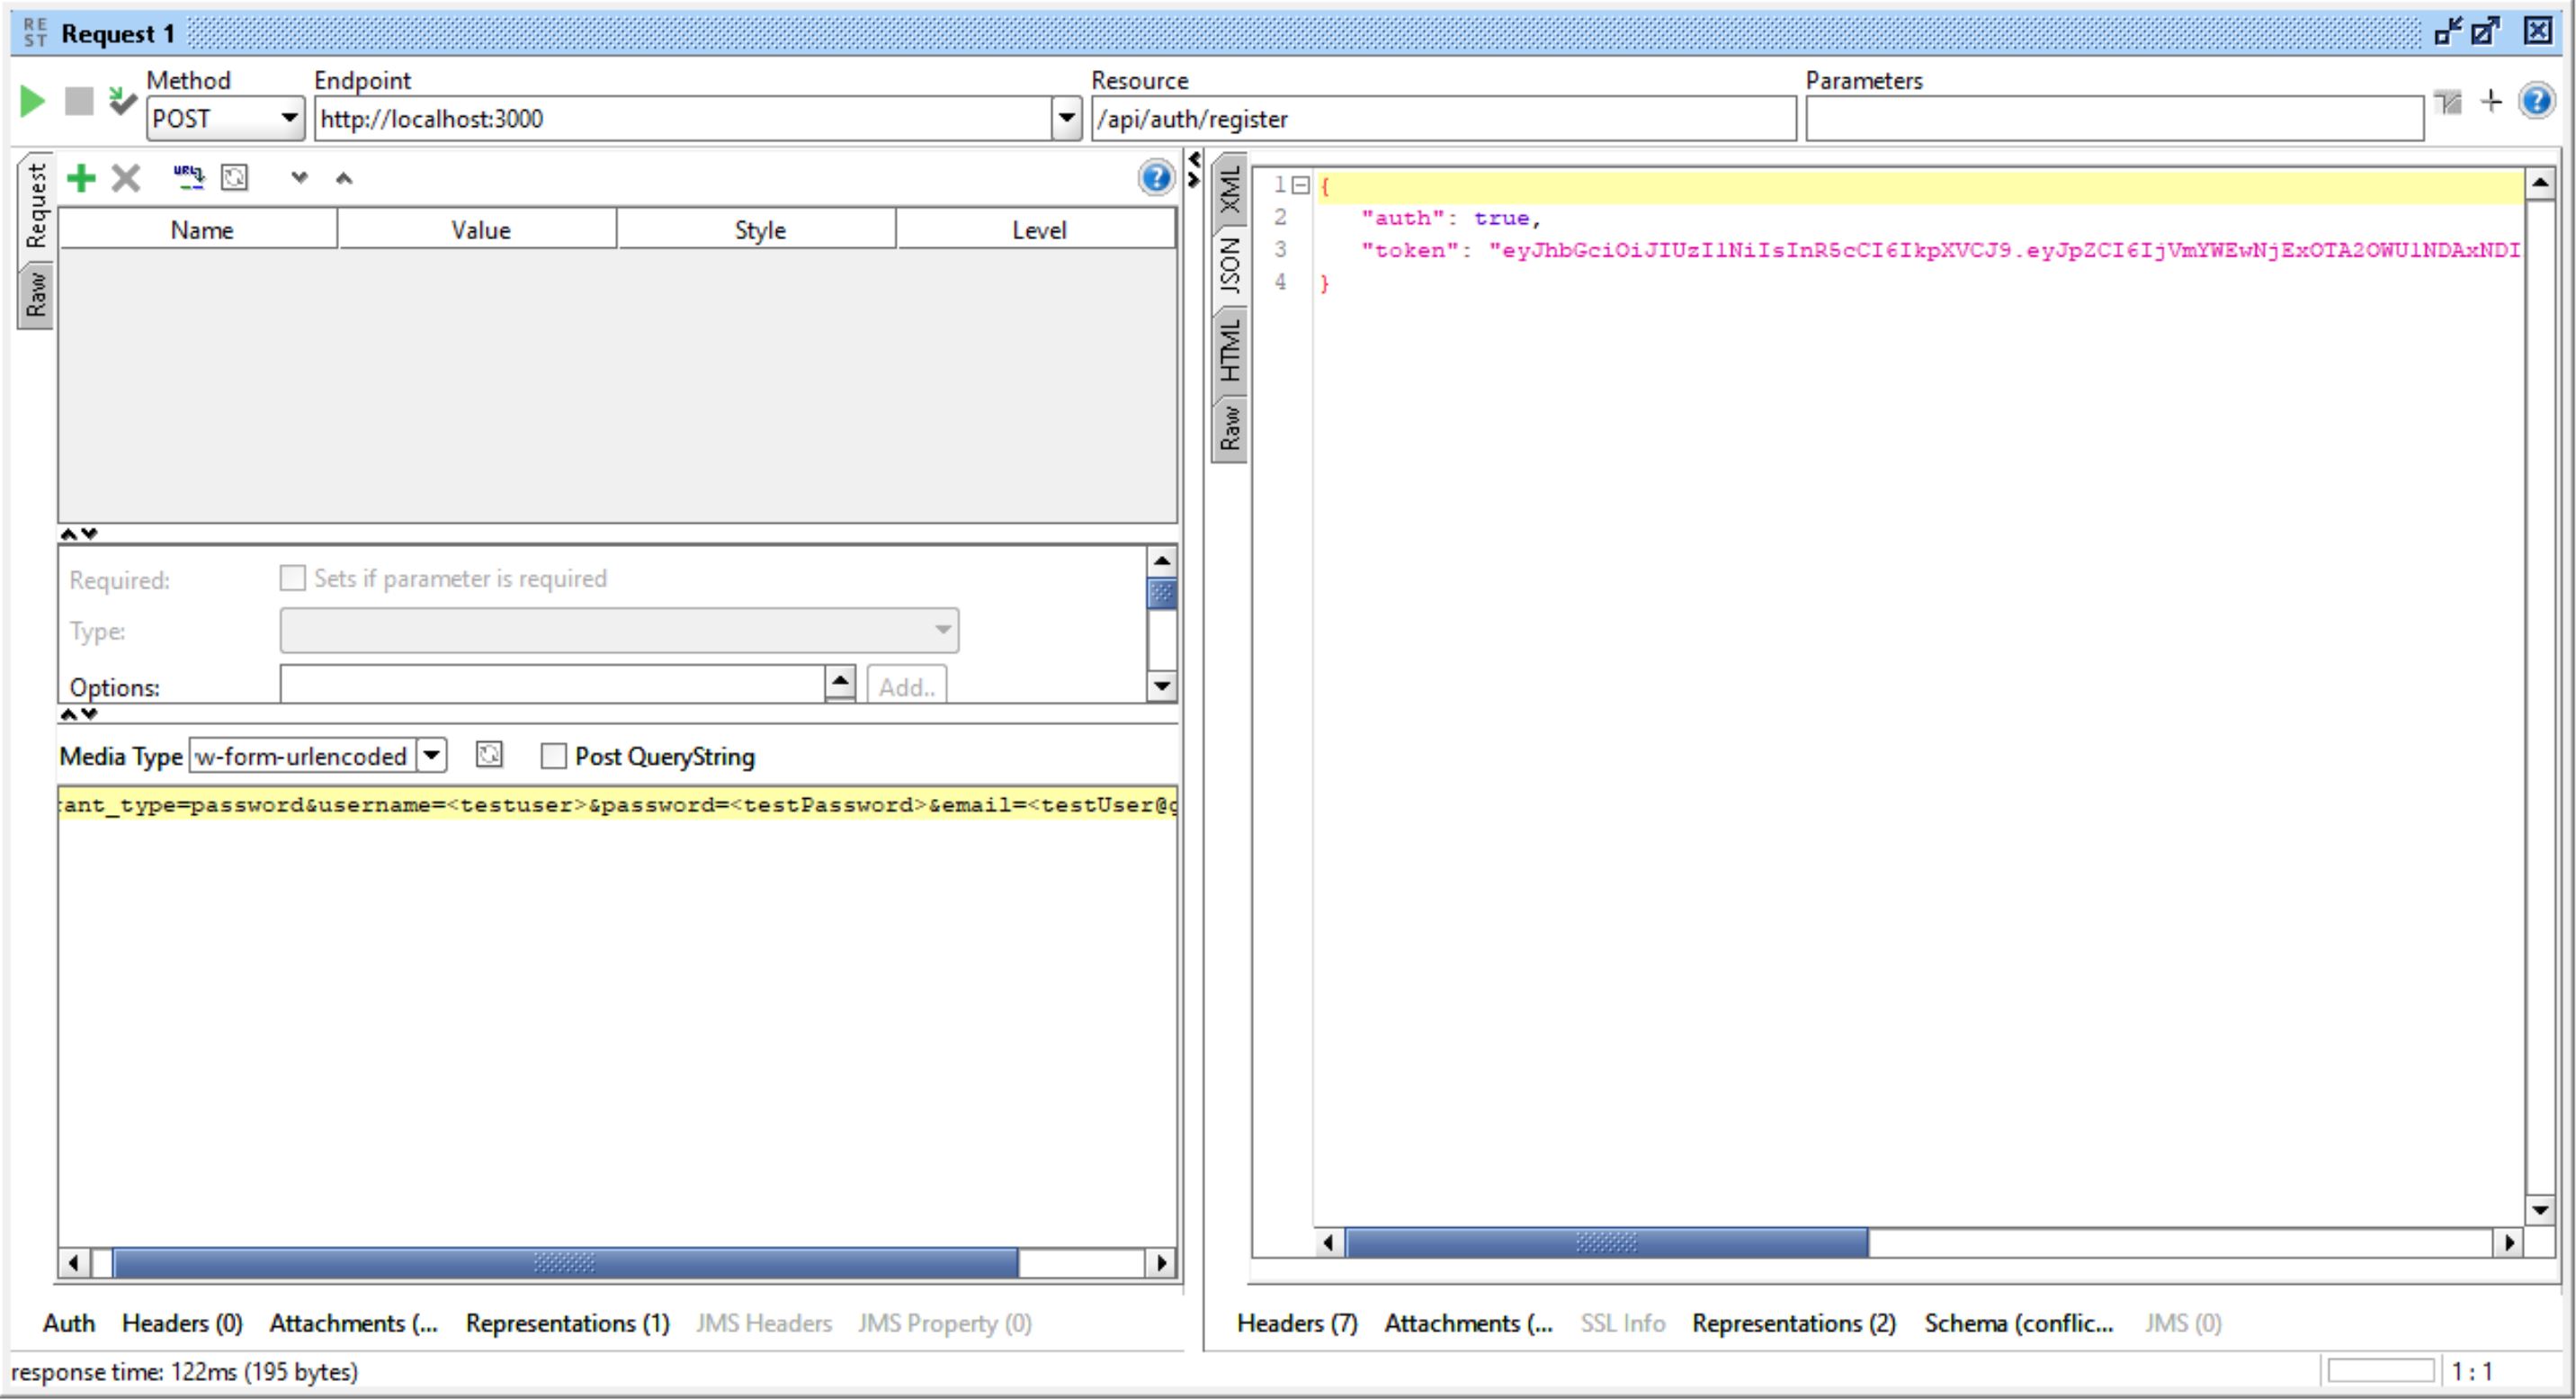 REST Request 1
Method Endpoint Resource Parameters
POST http://localhost:3000 /api/auth/register
Request
Raw
Name Value Style Level
Required: Sets if parameter is required
Type:
Options: Add..
Media Type w-form-urlencoded Post QueryString
ant_type=password&username=<testuser>&password=<testPassword>&email=<testUser@g
XML
JSON
HTML
Raw
1 {
2 "auth": true,
3 "token": "eyJhbGciOiJIUzI1NiIsInR5cCI6IkpXVCJ9.eyJpZCI6IjVmYWEwNjExOTA2OWU1NDAxNDI
4 }
Auth Headers (0) Attachments (... Representations (1) JMS Headers JMS Property (0)
Headers (7) Attachments (... SSL Info Representations (2) Schema (conflic... JMS (0)
response time: 122ms (195 bytes)
1 : 1